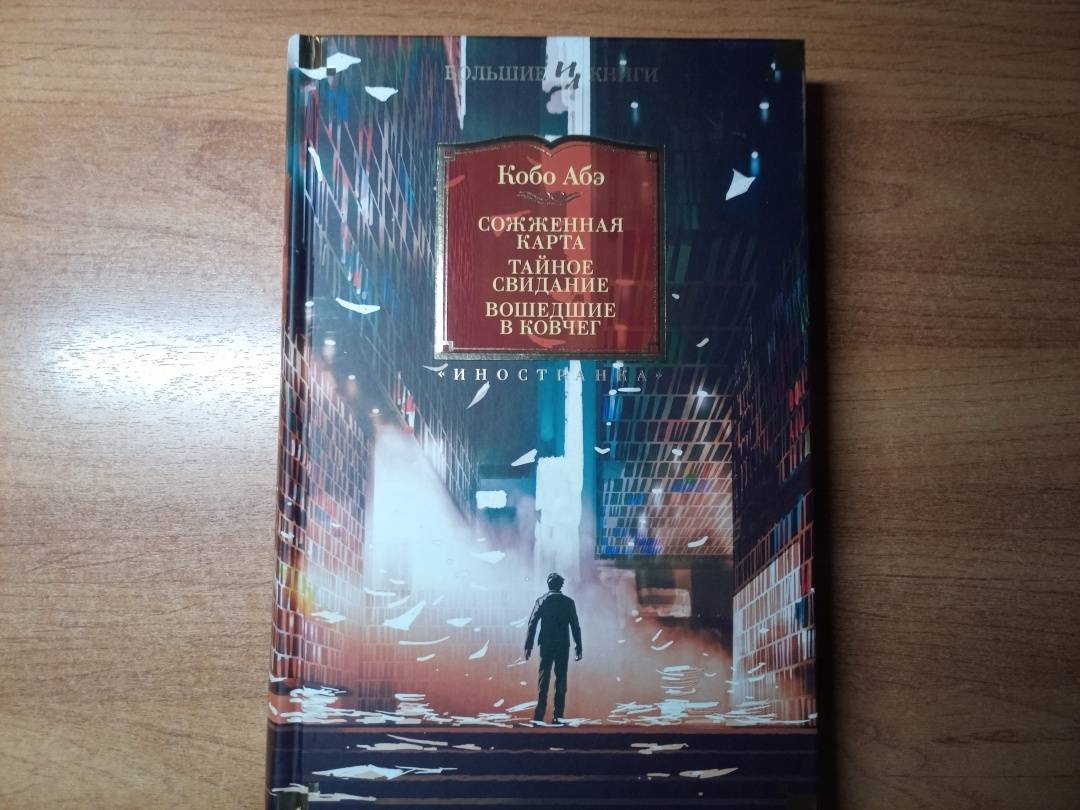 БОЛЬШИЕ И КНИГИ
Кобо Абэ
СОЖЖЕННАЯ
КАРТА
ТАЙНОЕ
СВИДАНИЕ
ВОШЕДШИЕ
В КОВЧЕГ
«ИНОСТРАНКА»